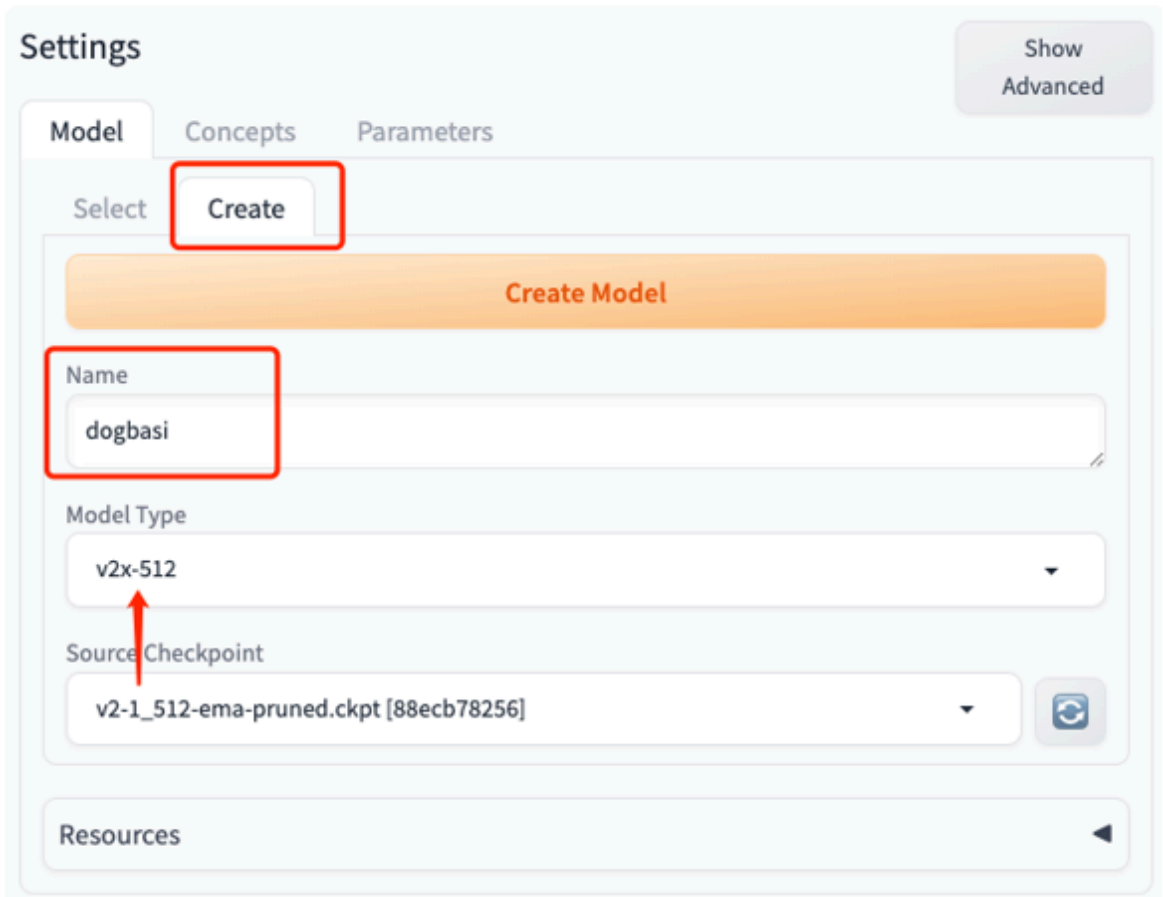 Settings
Show
Advanced
Model
Concepts
Parameters
Select
Create
Create Model
Name
dogbasi
Model Type
v2x-512
Source Checkpoint
v2-1_512-ema-pruned.ckpt [88ecb78256]
Resources